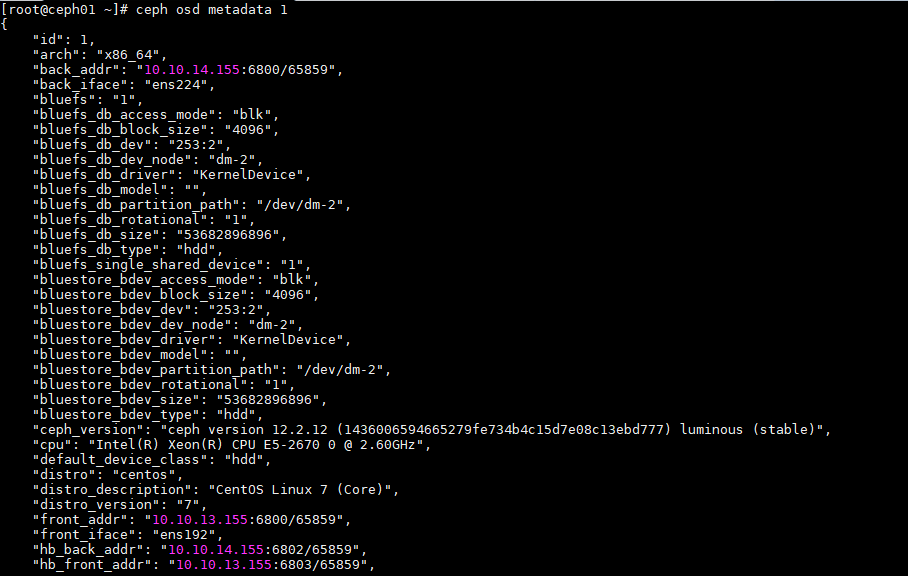 [root@ceph01 ~]# ceph osd metadata 1
{
    "id": 1,
    "arch": "x86_64",
    "back_addr": "10.10.14.155:6800/65859",
    "back_iface": "ens224",
    "bluefs": "1",
    "bluefs_db_access_mode": "blk",
    "bluefs_db_block_size": "4096",
    "bluefs_db_dev": "253:2",
    "bluefs_db_dev_node": "dm-2",
    "bluefs_db_driver": "KernelDevice",
    "bluefs_db_model": "",
    "bluefs_db_partition_path": "/dev/dm-2",
    "bluefs_db_rotational": "1",
    "bluefs_db_size": "53682896896",
    "bluefs_db_type": "hdd",
    "bluefs_single_shared_device": "1",
    "bluestore_bdev_access_mode": "blk",
    "bluestore_bdev_block_size": "4096",
    "bluestore_bdev_dev": "253:2",
    "bluestore_bdev_dev_node": "dm-2",
    "bluestore_bdev_driver": "KernelDevice",
    "bluestore_bdev_model": "",
    "bluestore_bdev_partition_path": "/dev/dm-2",
    "bluestore_bdev_rotational": "1",
    "bluestore_bdev_size": "53682896896",
    "bluestore_bdev_type": "hdd",
    "ceph_version": "ceph version 12.2.12 (1436006594665279fe734b4c15d7e08c13ebd777) luminous (stable)",
    "cpu": "Intel(R) Xeon(R) CPU E5-2670 0 @ 2.60GHz",
    "default_device_class": "hdd",
    "distro": "centos",
    "distro_description": "CentOS Linux 7 (Core)",
    "distro_version": "7",
    "front_addr": "10.10.13.155:6800/65859",
    "front_iface": "ens192",
    "hb_back_addr": "10.10.14.155:6802/65859",
    "hb_front_addr": "10.10.13.155:6803/65859",